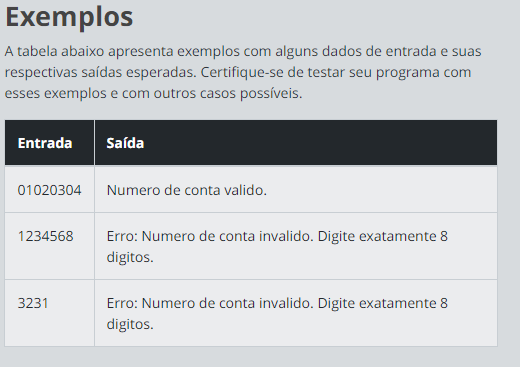 Exemplos
A tabela abaixo apresenta exemplos com alguns dados de entrada e suas
respectivas saídas esperadas. Certifique-se de testar seu programa com
esses exemplos e com outros casos possíveis.
Entrada Saída
01020304 Numero de conta valido.
1234568 Erro: Numero de conta invalido. Digite exatamente 8
digitos.
3231 Erro: Numero de conta invalido. Digite exatamente 8
digitos.